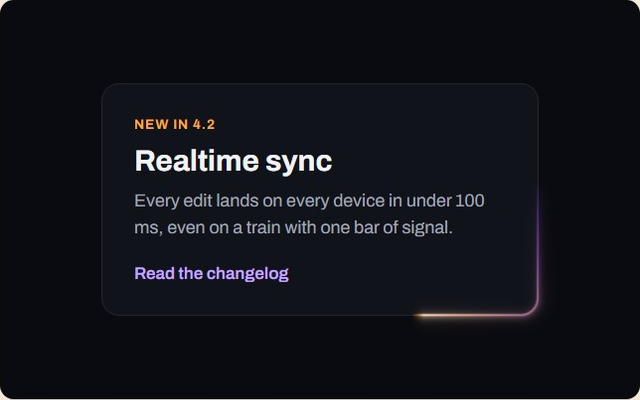 NEW IN 4.2
Realtime sync
Every edit lands on every device in under 100
ms, even on a train with one bar of signal.
Read the changelog